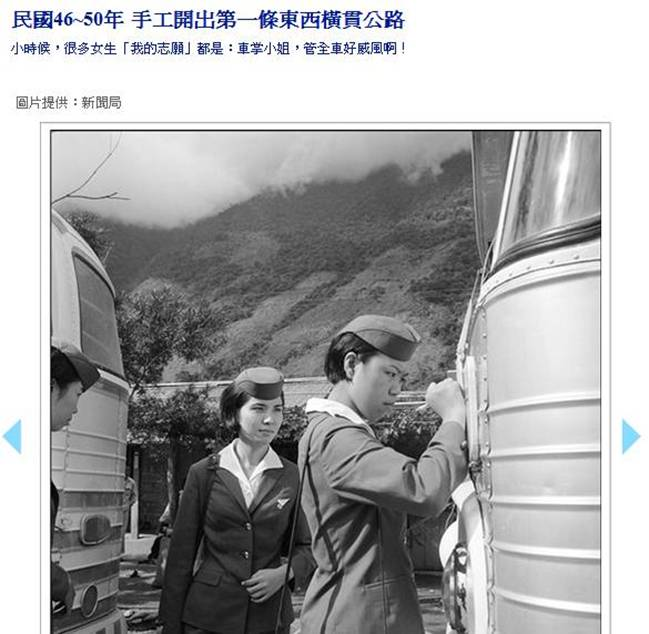 民國46~50年 手工開出第一條東西橫貫公路
小時候，很多女生「我的志願」都是：車掌小姐，管全車好威風啊！
圖片提供：新聞局